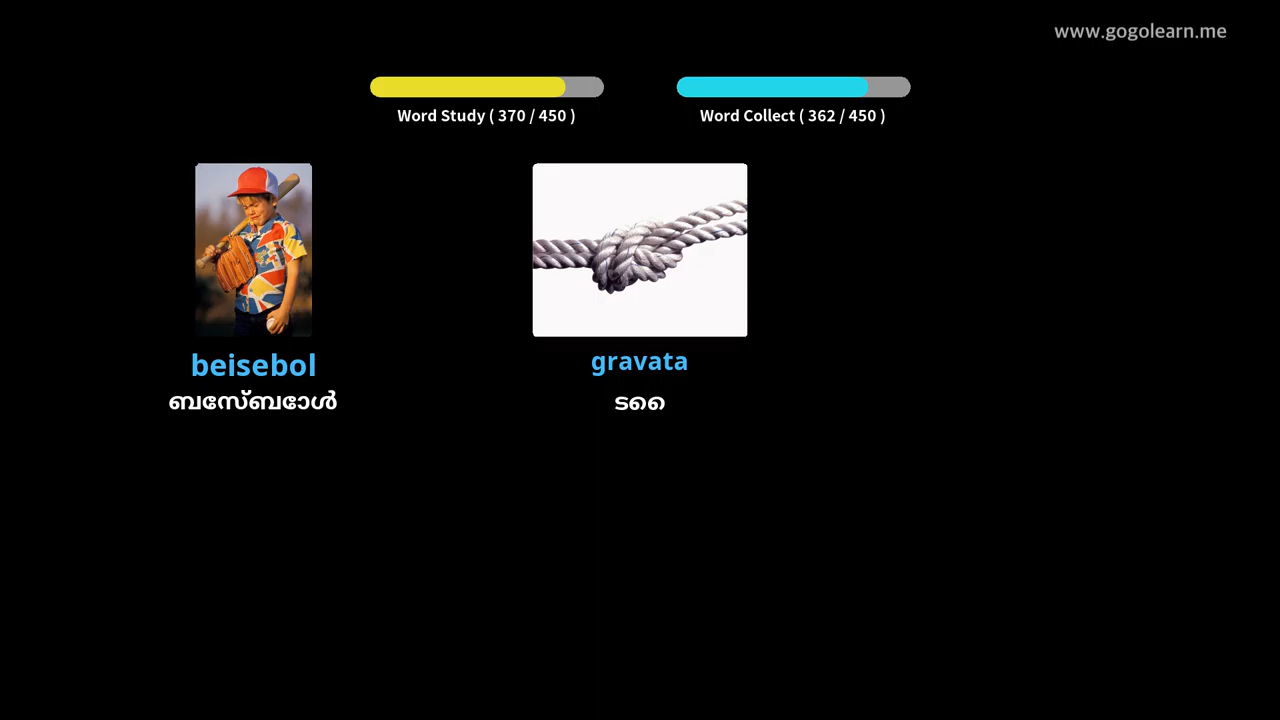 www.gogolearn.me
Word Study ( 370 / 450 )
Word Collect ( 362 / 450 )
beisebol
ബേസ്ബോൾ
gravata
ടൈ